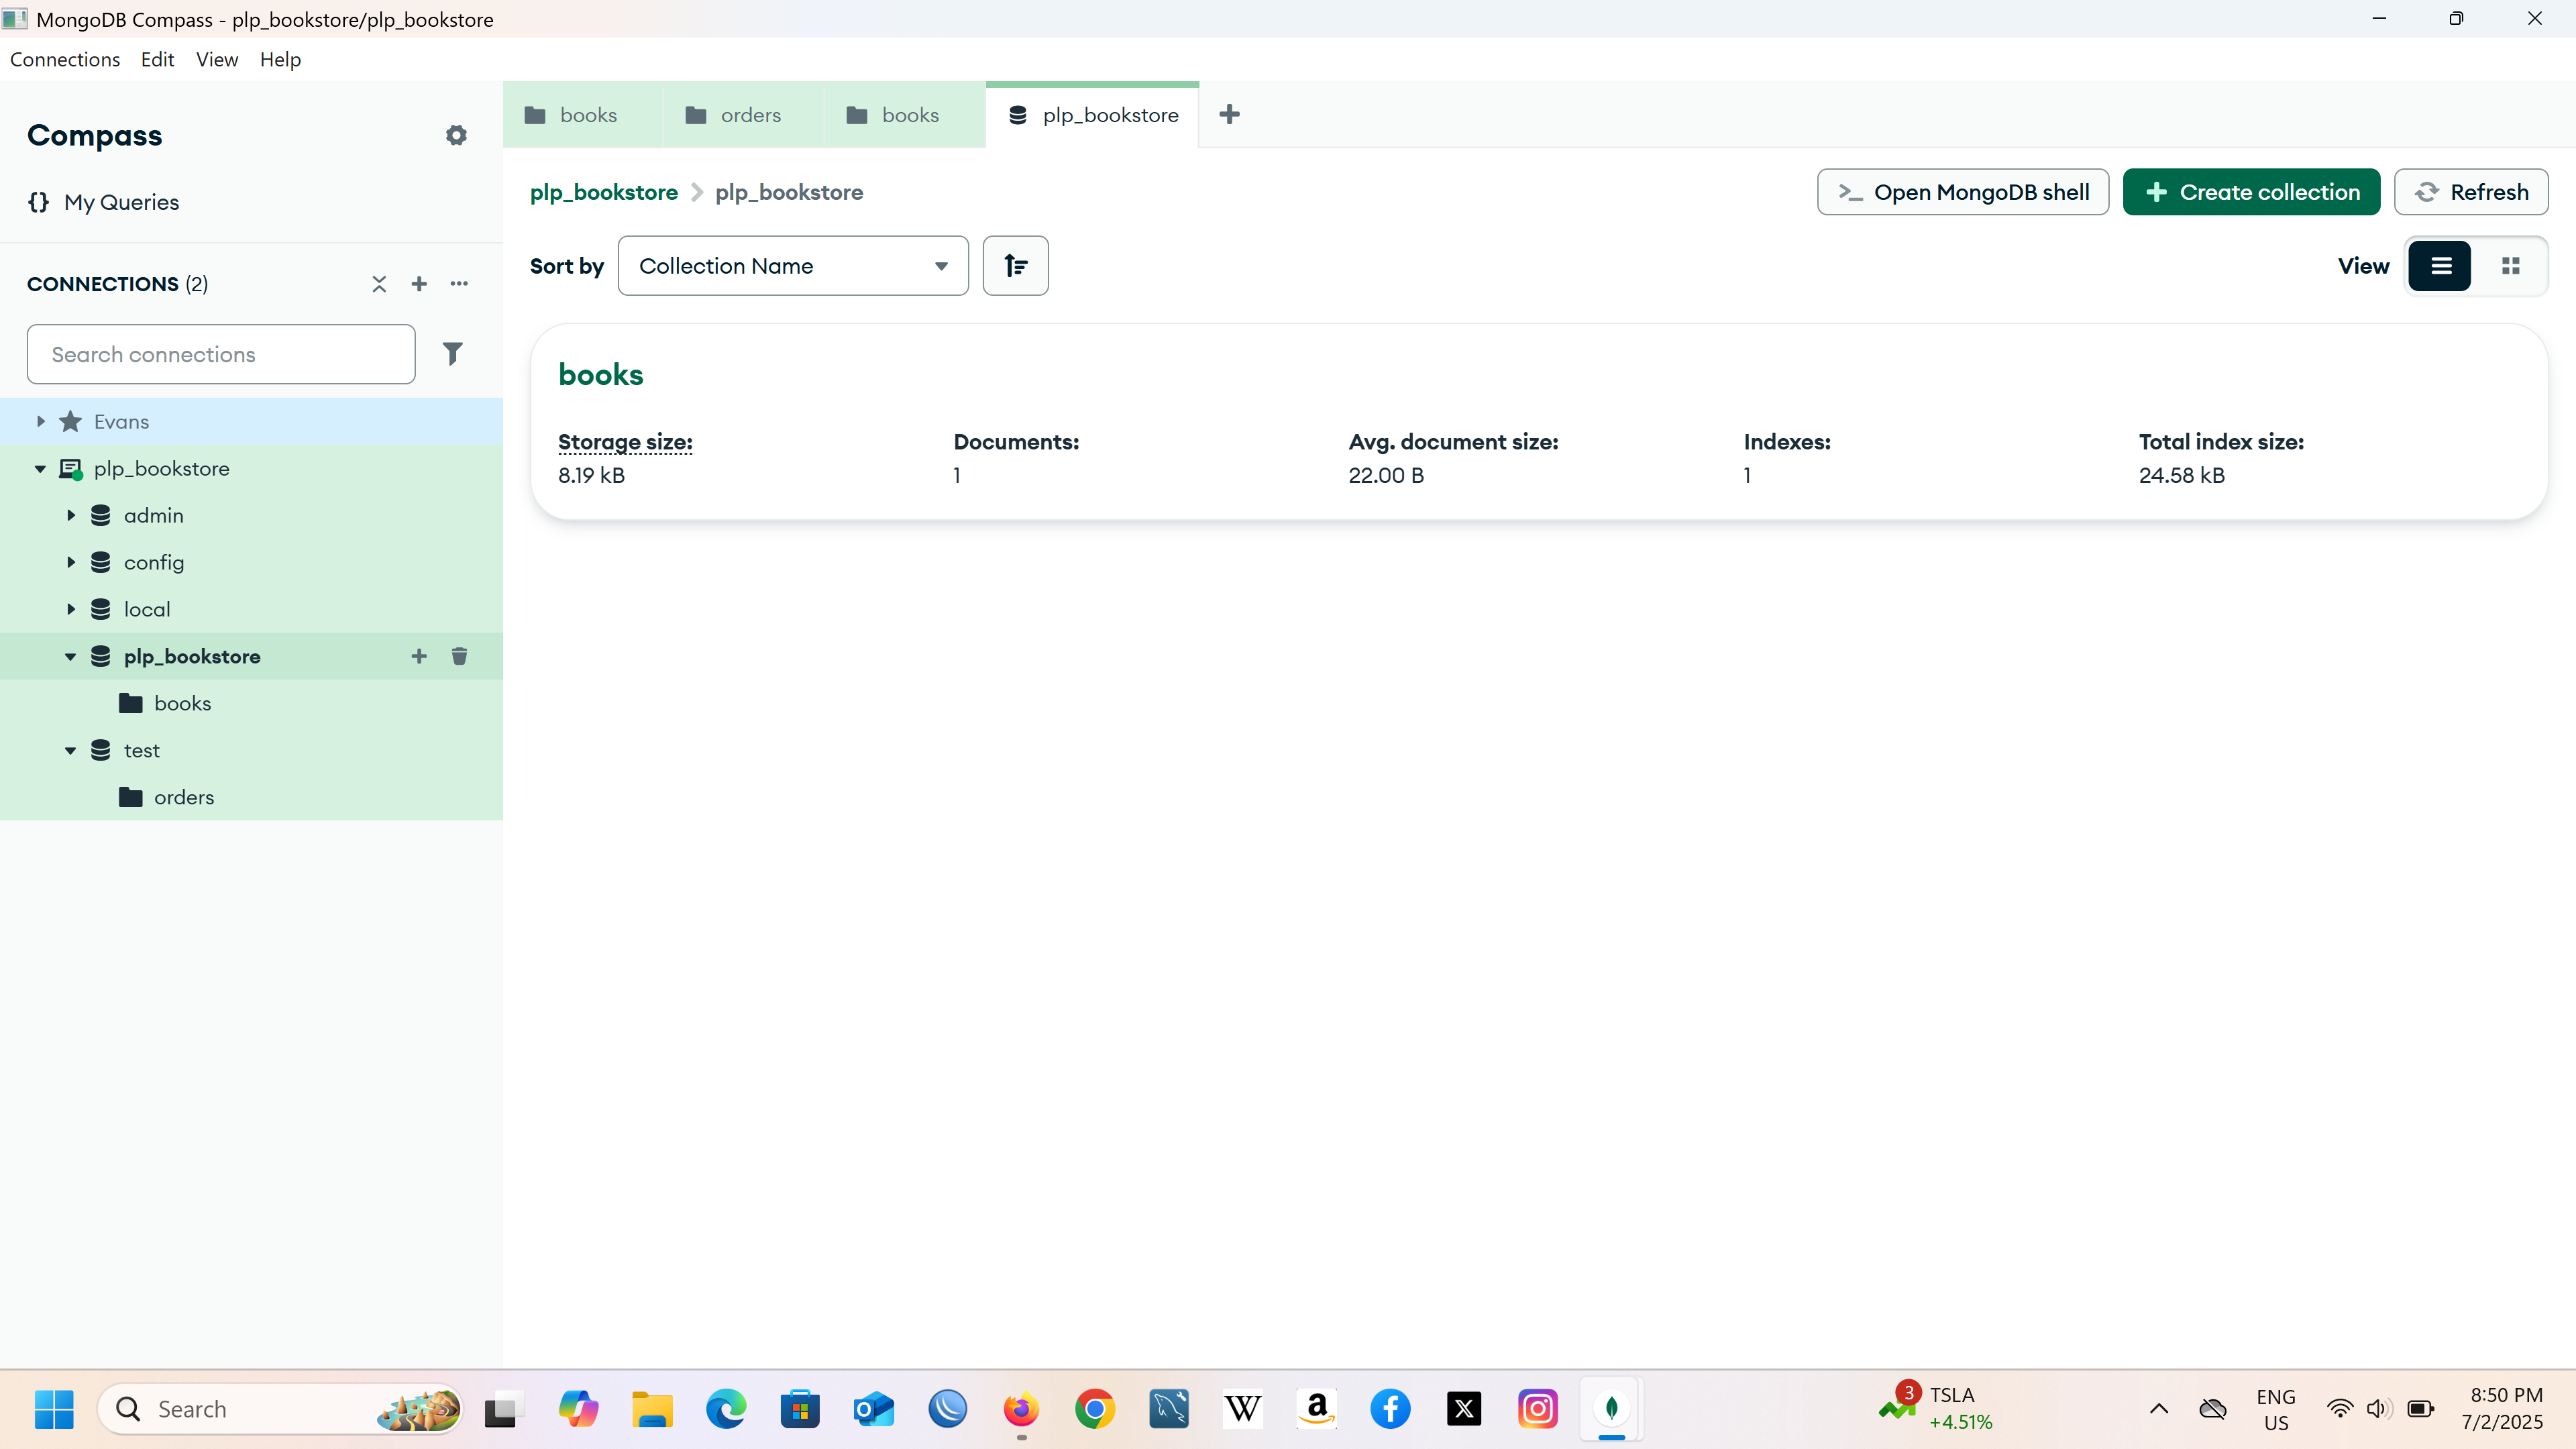 MongoDB Compass - plp_bookstore/plp_bookstore
Connections Edit View Help
Compass
My Queries
CONNECTIONS (2)
Search connections
Evans
plp_bookstore
admin
config
local
plp_bookstore
books
test
orders
books orders books plp_bookstore
plp_bookstore plp_bookstore
Open MongoDB shell Create collection Refresh
Sort by Collection Name View
books
Storage size: Documents: Avg. document size: Indexes: Total index size:
8.19 kB 1 22.00 B 1 24.58 kB
Search
W a X
3 TSLA
+4.51%
ENG
US
8:50 PM
7/2/2025